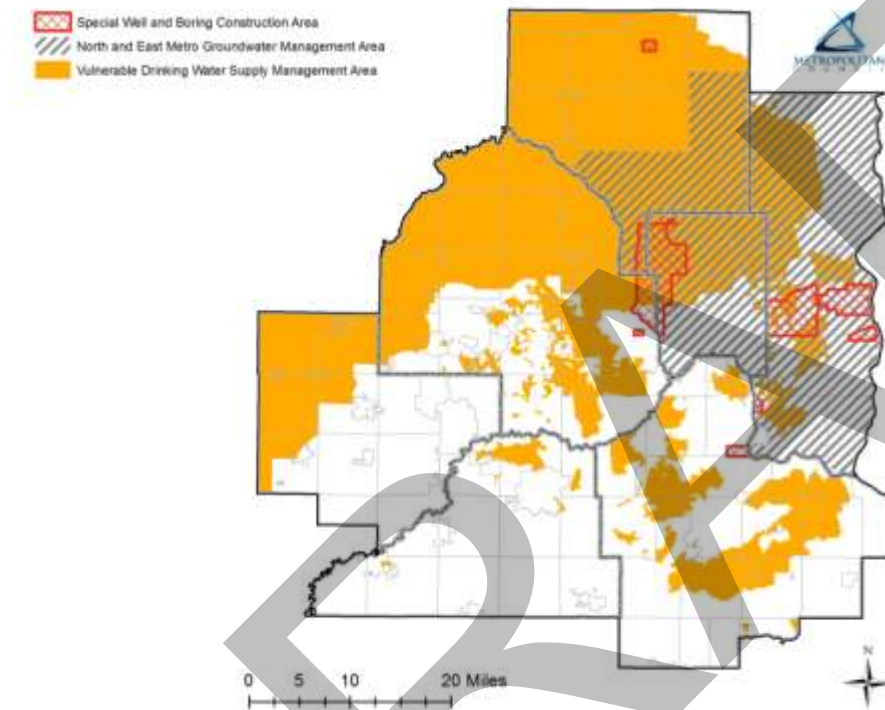 Special Well and Boring Construction Area
North and East Metro Groundwater Management Area
Vulnerable Drinking Water Supply Management Area
METROPOLITAN
COUNCIL
N
0 5 10 20 Miles